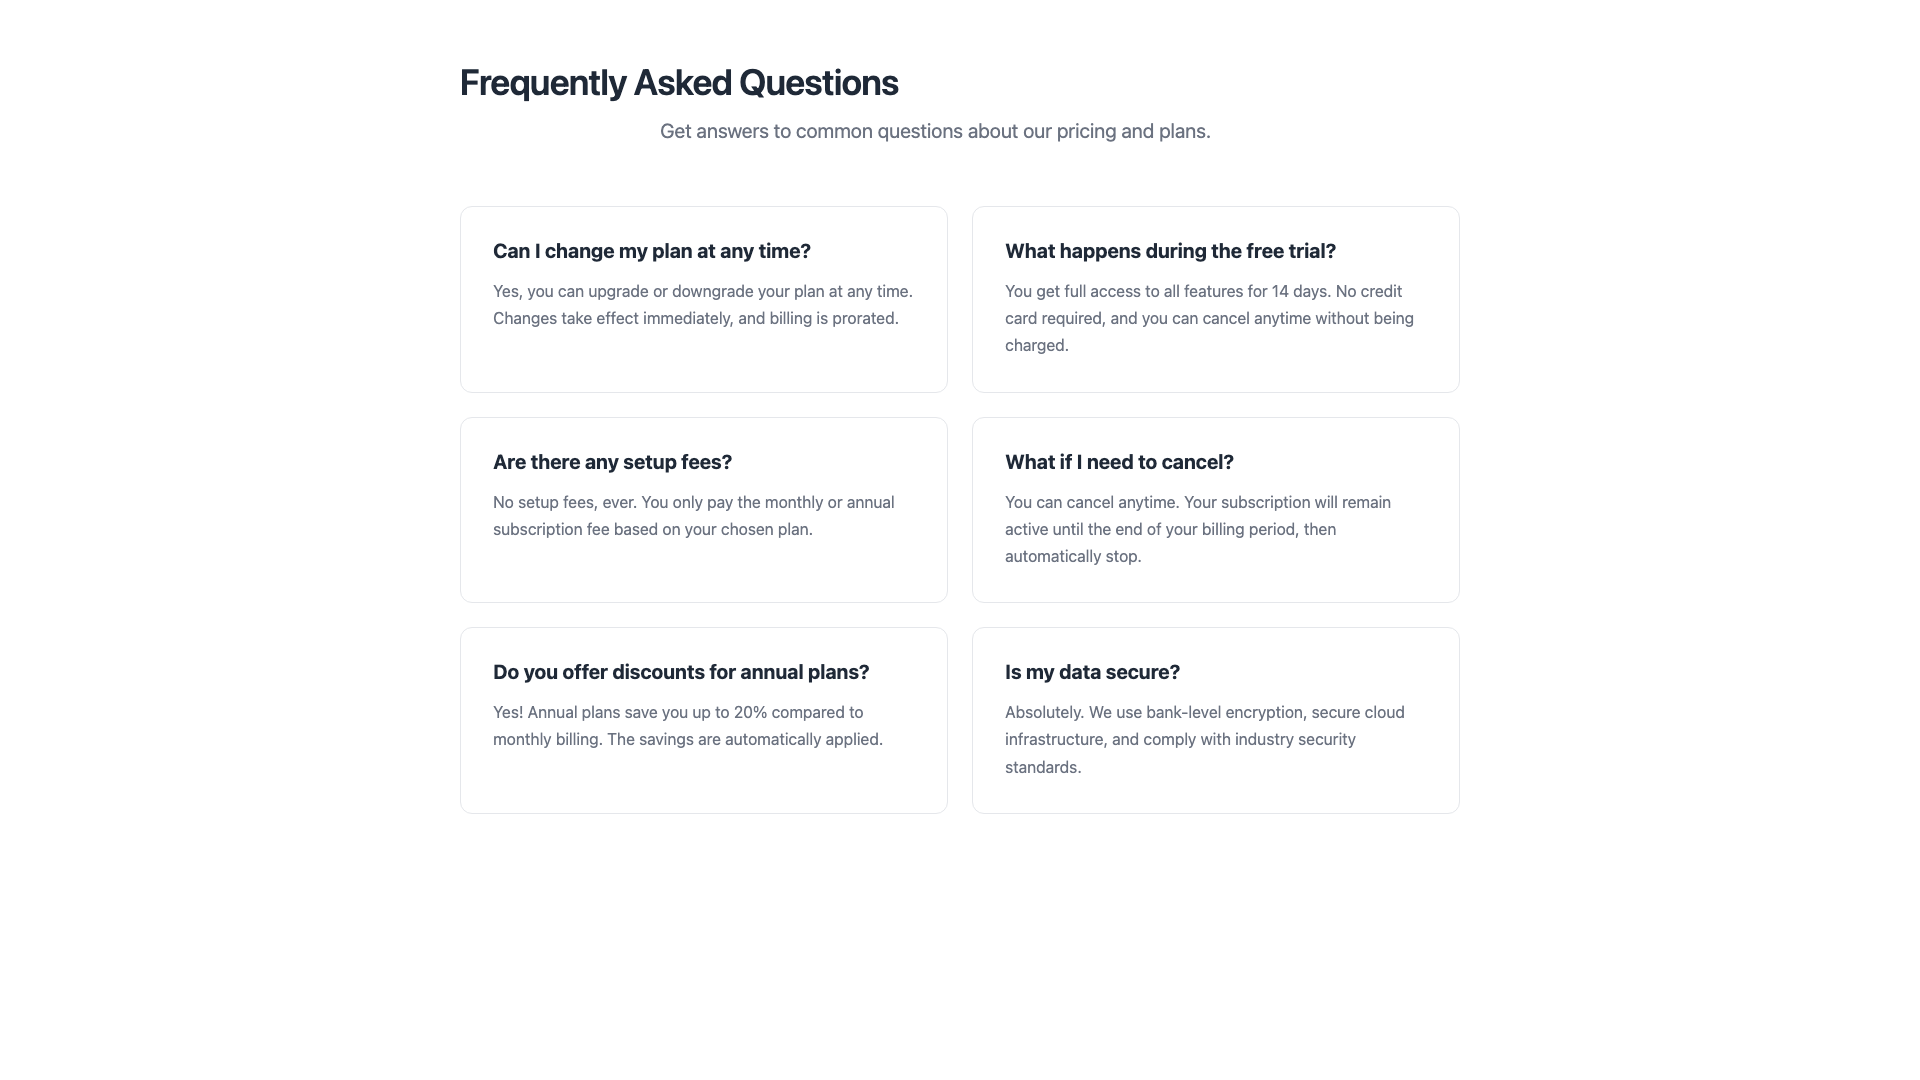 Frequently Asked Questions
Get answers to common questions about our pricing and plans.
Can I change my plan at any time?
Yes, you can upgrade or downgrade your plan at any time.
Changes take effect immediately, and billing is prorated.
What happens during the free trial?
You get full access to all features for 14 days. No credit
card required, and you can cancel anytime without being
charged.
Are there any setup fees?
No setup fees, ever. You only pay the monthly or annual
subscription fee based on your chosen plan.
What if I need to cancel?
You can cancel anytime. Your subscription will remain
active until the end of your billing period, then
automatically stop.
Do you offer discounts for annual plans?
Yes! Annual plans save you up to 20% compared to
monthly billing. The savings are automatically applied.
Is my data secure?
Absolutely. We use bank-level encryption, secure cloud
infrastructure, and comply with industry security
standards.